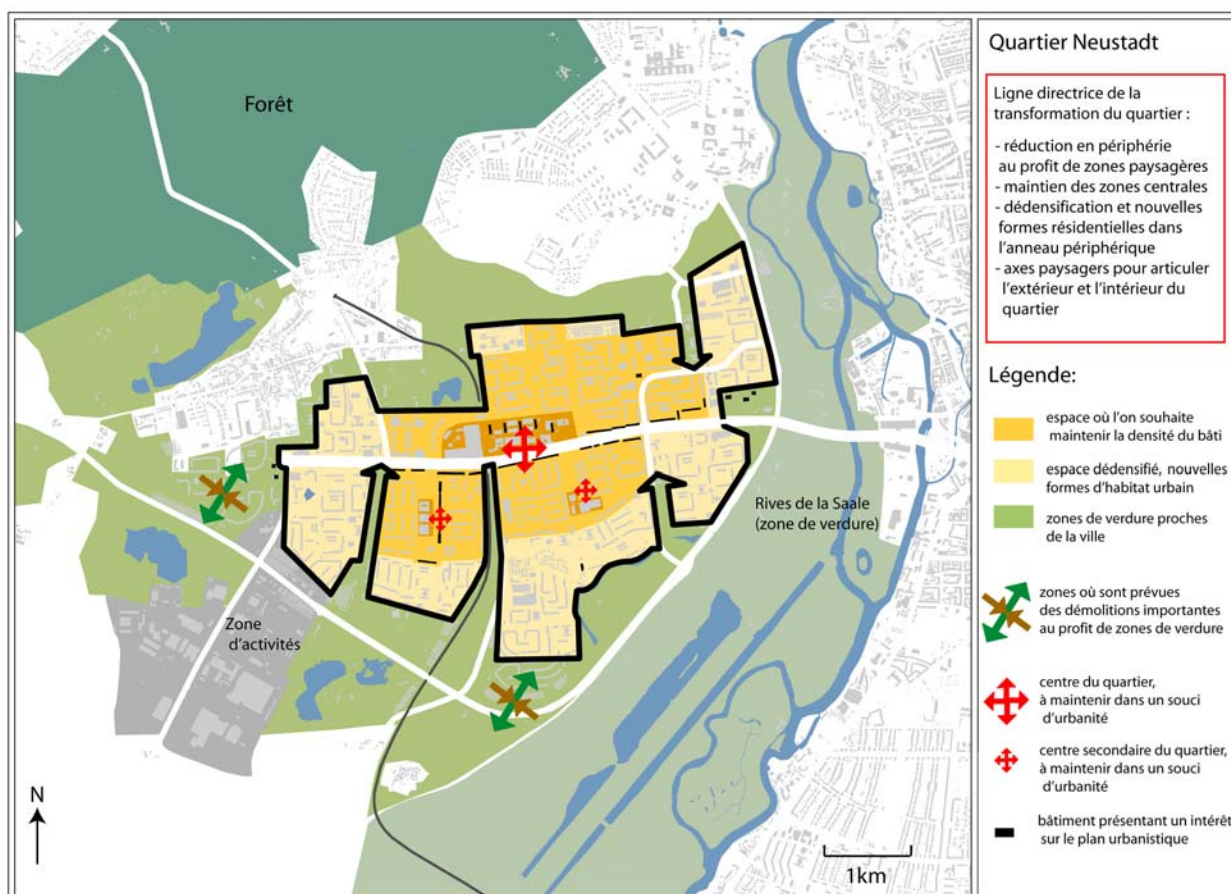 Forêt
Rives de la Saale
(zone de verdure)
Zone
d'activités
N
1km
Quartier Neustadt
Ligne directrice de la
transformation du quartier :
- réduction en périphérie
au profit de zones paysagères
- maintien des zones centrales
- dédensification et nouvelles
formes résidentielles dans
l'anneau périphérique
- axes paysagers pour articuler
l'extérieur et l'intérieur du
quartier
Légende:
espace où l'on souhaite
maintenir la densité du bâti
espace dédensifié, nouvelles
formes d'habitat urbain
zones de verdure proches
de la ville
zones où sont prévues
des démolitions importantes
au profit de zones de verdure
centre du quartier,
à maintenir dans un souci
d'urbanité
centre secondaire du quartier,
à maintenir dans un souci
d'urbanité
bâtiment présentant un intérêt
sur le plan urbanistique